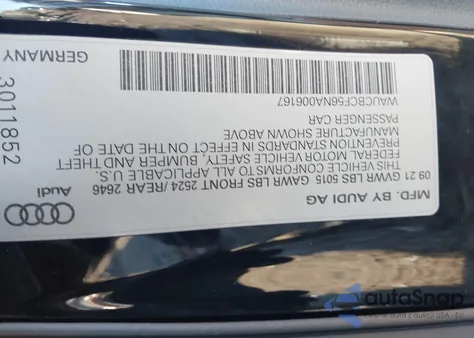 MFD. BY AUDI AG
09 21 GVWR LBS 5015 GAWR LBS FRONT 2524 / REAR 2646
THIS VEHICLE CONFORMS TO ALL APPLICABLE U.S.
FEDERAL MOTOR VEHICLE SAFETY, BUMPER AND THEFT
PREVENTION STANDARDS IN EFFECT ON THE DATE OF
MANUFACTURE SHOWN ABOVE
PASSENGER CAR
WAUCBCF56NA006167
Audi
3011852
GERMANY
autoSnap